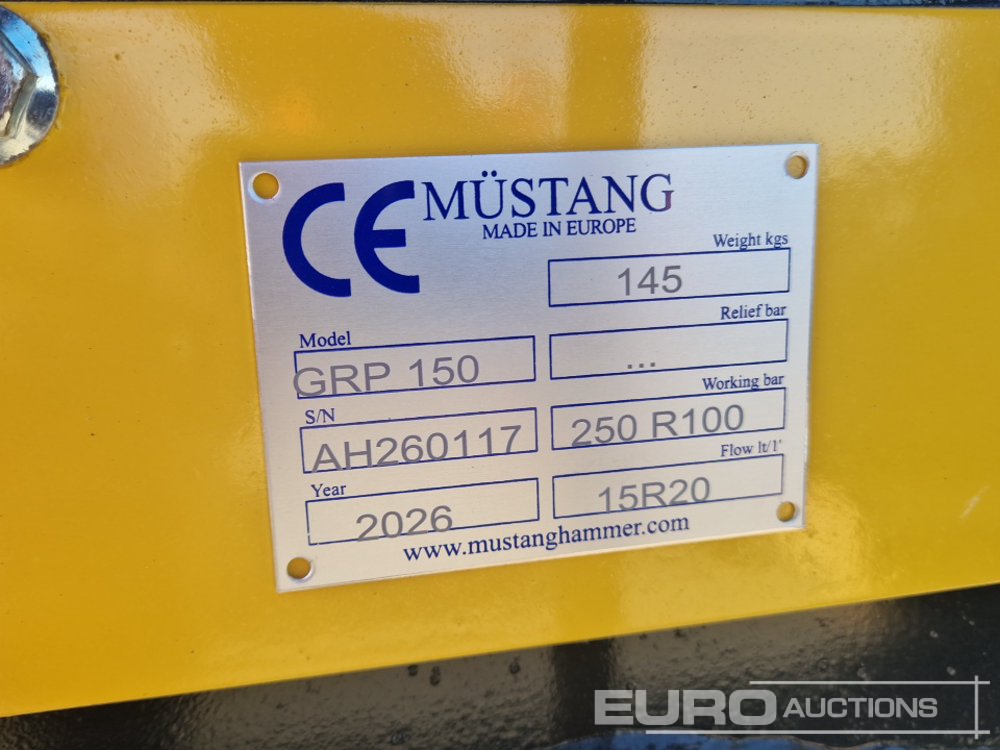 CE MÜSTANG
MADE IN EUROPE
Weight kgs
145
Relief bar
...
Model
GRP 150
Working bar
250 R100
S/N
AH260117
Flow lt/1'
15R20
Year
2026
www.mustanghammer.com
EURO AUCTIONS